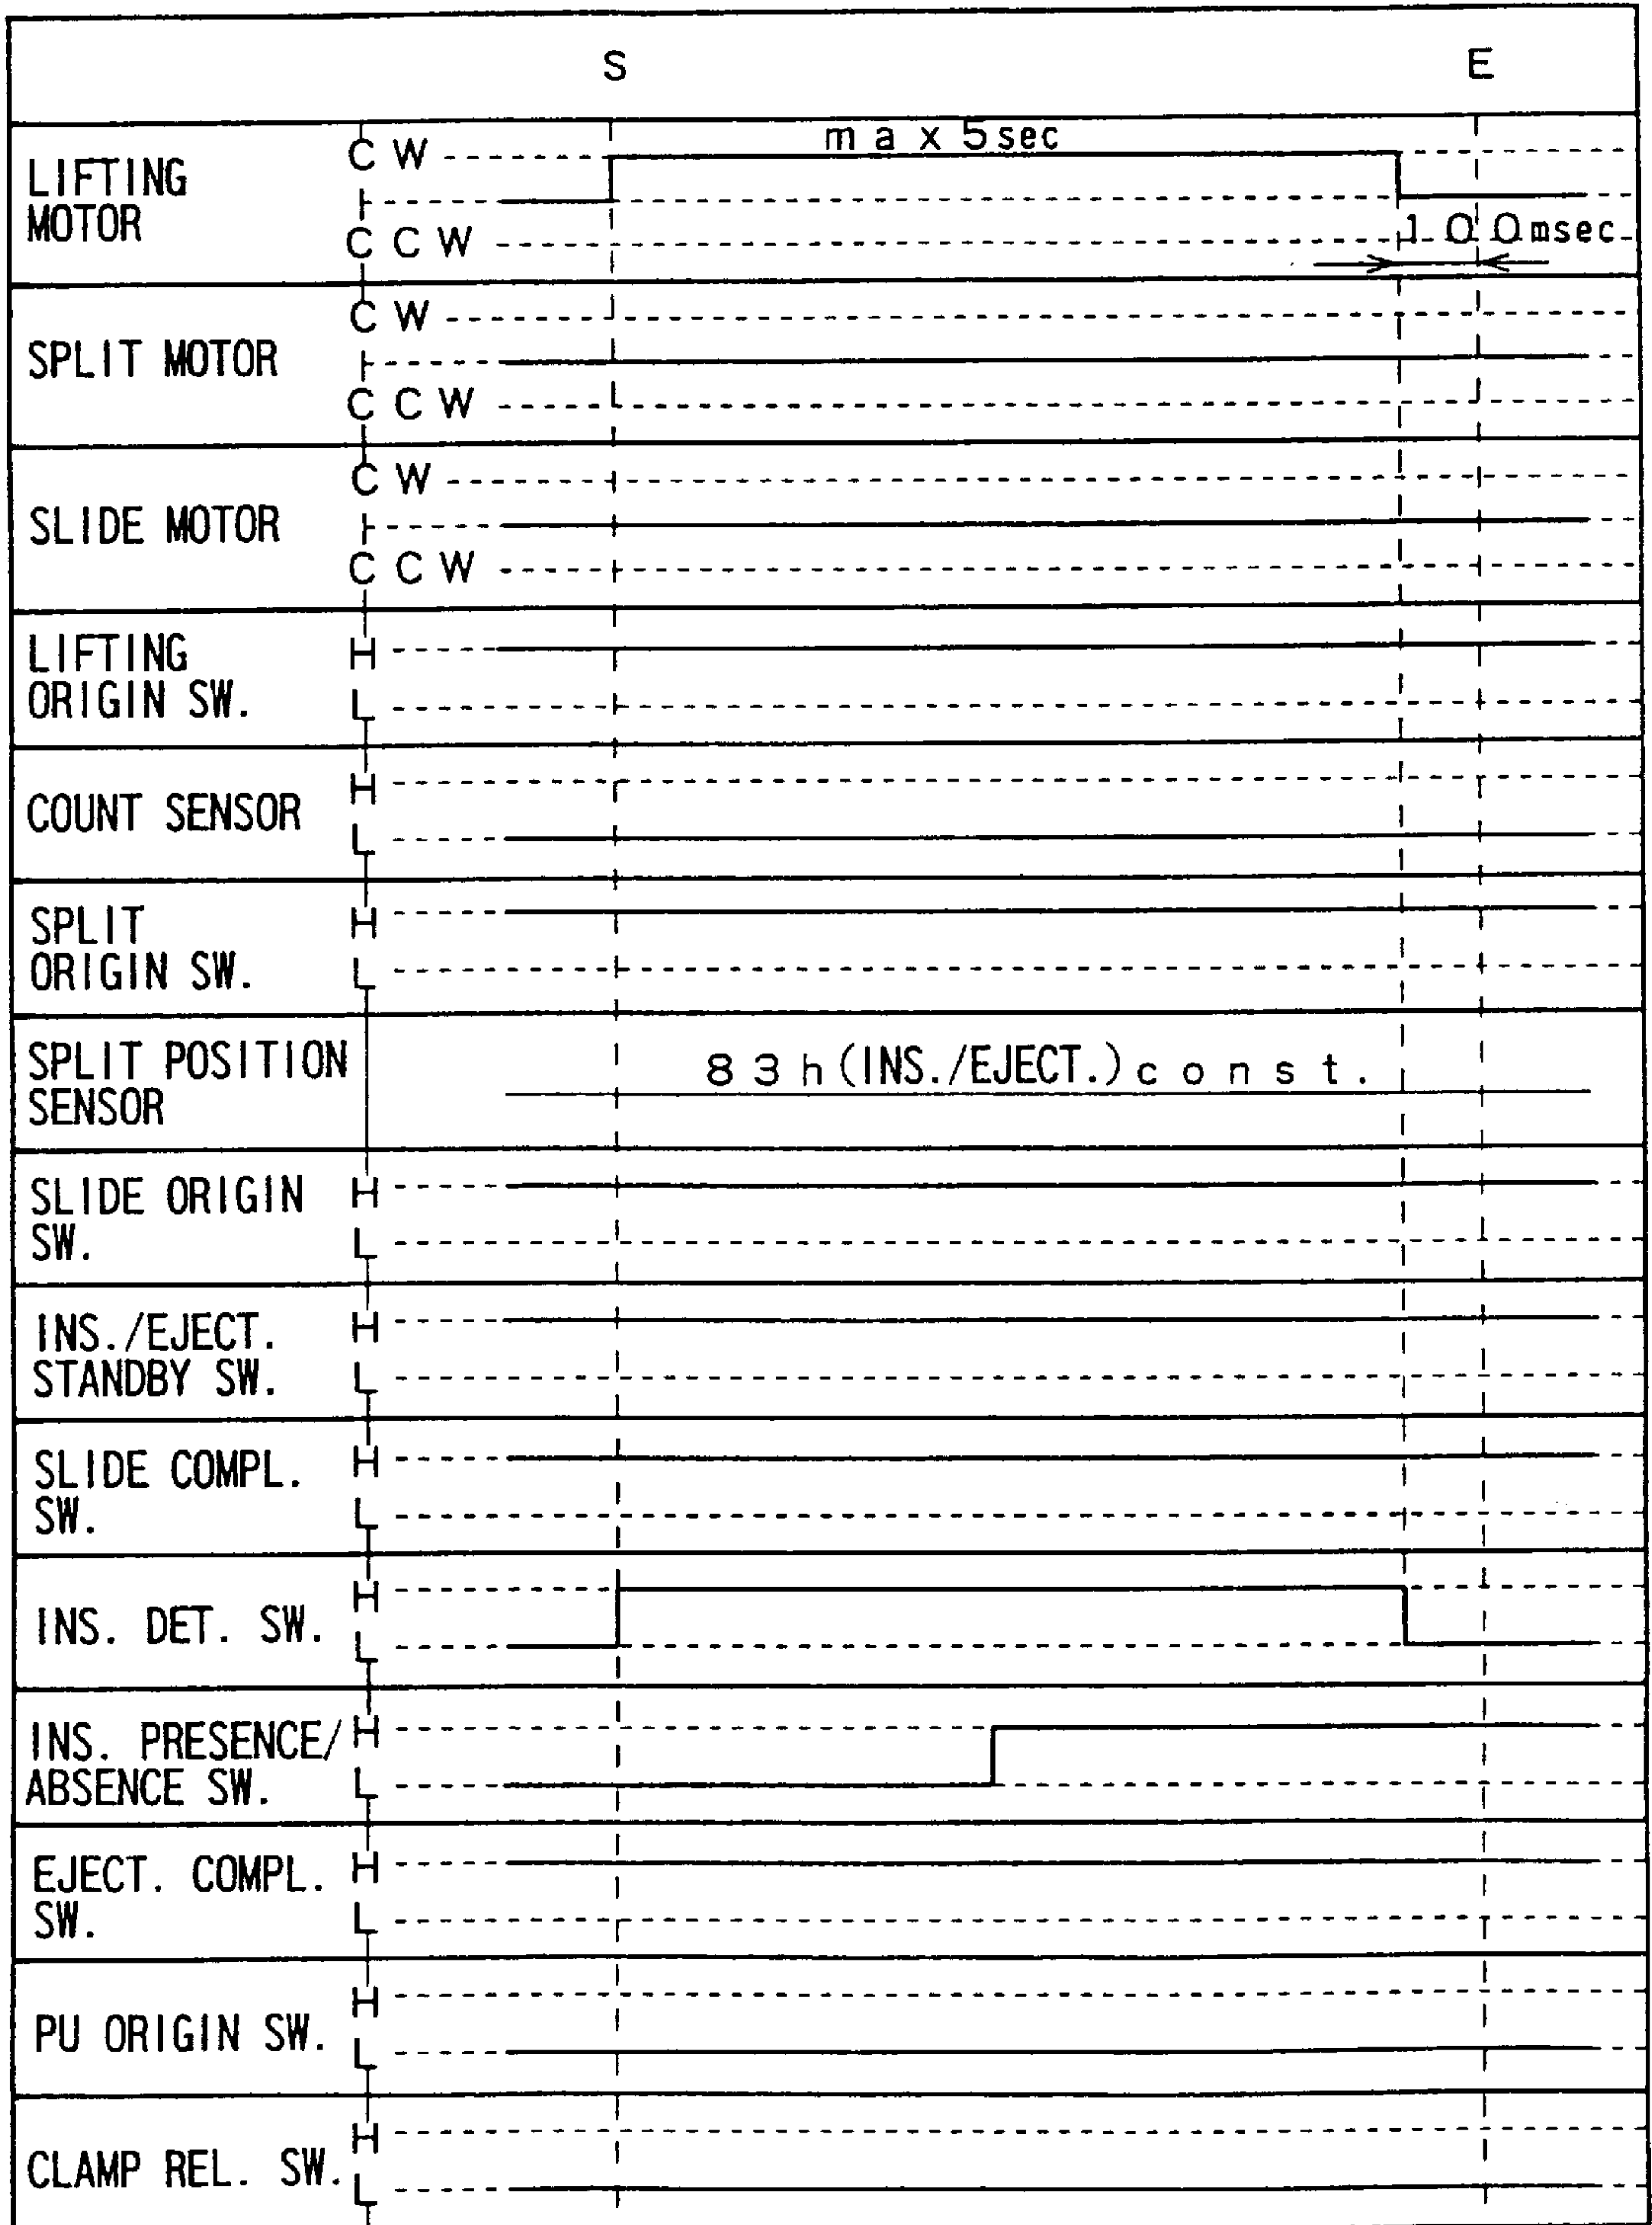 S E
LIFTING
MOTOR
CW
CCW
max 5sec
100msec
SPLIT MOTOR
CW
CCW
SLIDE MOTOR
CW
CCW
LIFTING
ORIGIN SW.
H
L
COUNT SENSOR
H
L
SPLIT
ORIGIN SW.
H
L
SPLIT POSITION
SENSOR
83h(INS./EJECT.)const.
SLIDE ORIGIN
SW.
H
L
INS./EJECT.
STANDBY SW.
H
L
SLIDE COMPL.
SW.
H
L
INS. DET. SW.
H
L
INS. PRESENCE/
ABSENCE SW.
H
L
EJECT. COMPL.
SW.
H
L
PU ORIGIN SW.
H
L
CLAMP REL. SW.
H
L